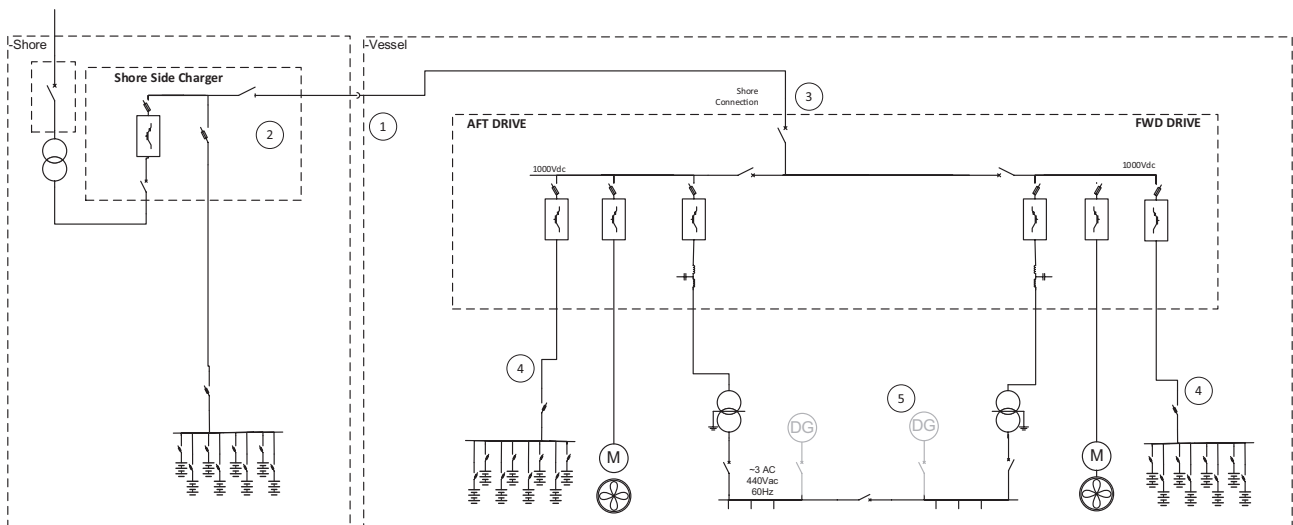 -Shore
-Vessel
Shore Side Charger
Shore
Connection
3
2
1
AFT DRIVE
FWD DRIVE
1000Vdc
1000Vdc
4
4
5
DG
DG
M
M
~3 AC
440Vac
60Hz